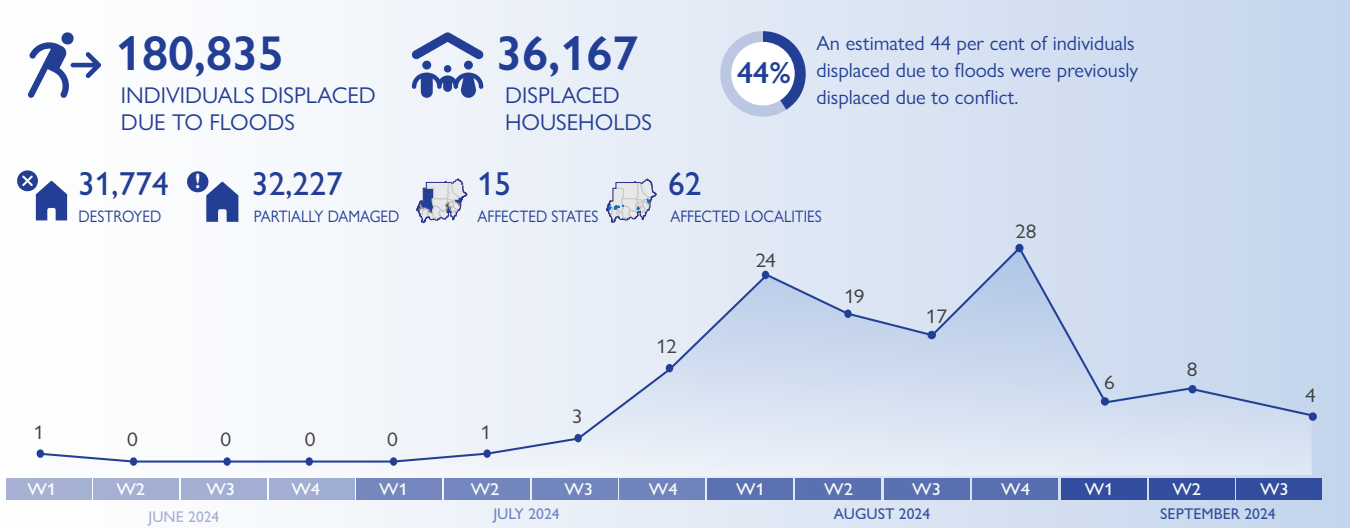 180,835
INDIVIDUALS DISPLACED
DUE TO FLOODS
36,167
DISPLACED
HOUSEHOLDS
44%
An estimated 44 per cent of individuals
displaced due to floods were previously
displaced due to conflict.
31,774
DESTROYED
32,227
PARTIALLY DAMAGED
15
AFFECTED STATES
62
AFFECTED LOCALITIES
1 0 0 0 0 1 3 12 24 19 17 28 6 8 4
W1 W2 W3 W4 W1 W2 W3 W4 W1 W2 W3 W4 W1 W2 W3
JUNE 2024 JULY 2024 AUGUST 2024 SEPTEMBER 2024